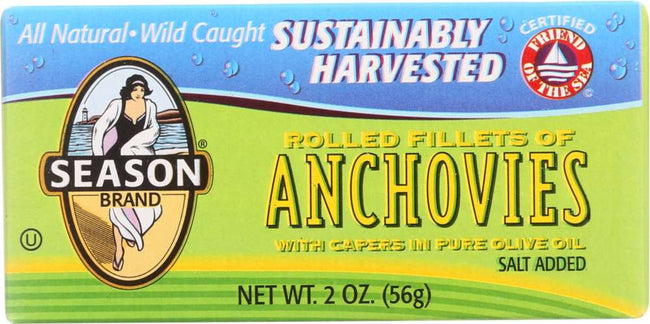 All Natural • Wild Caught
SUSTAINABLY
HARVESTED
CERTIFIED
FRIEND
OF THE SEA
©
SEASON®
BRAND
U
ROLLED FILLETS OF
ANCHOVIES
WITH CAPERS IN PURE OLIVE OIL
SALT ADDED
NET WT. 2 OZ. (56g)